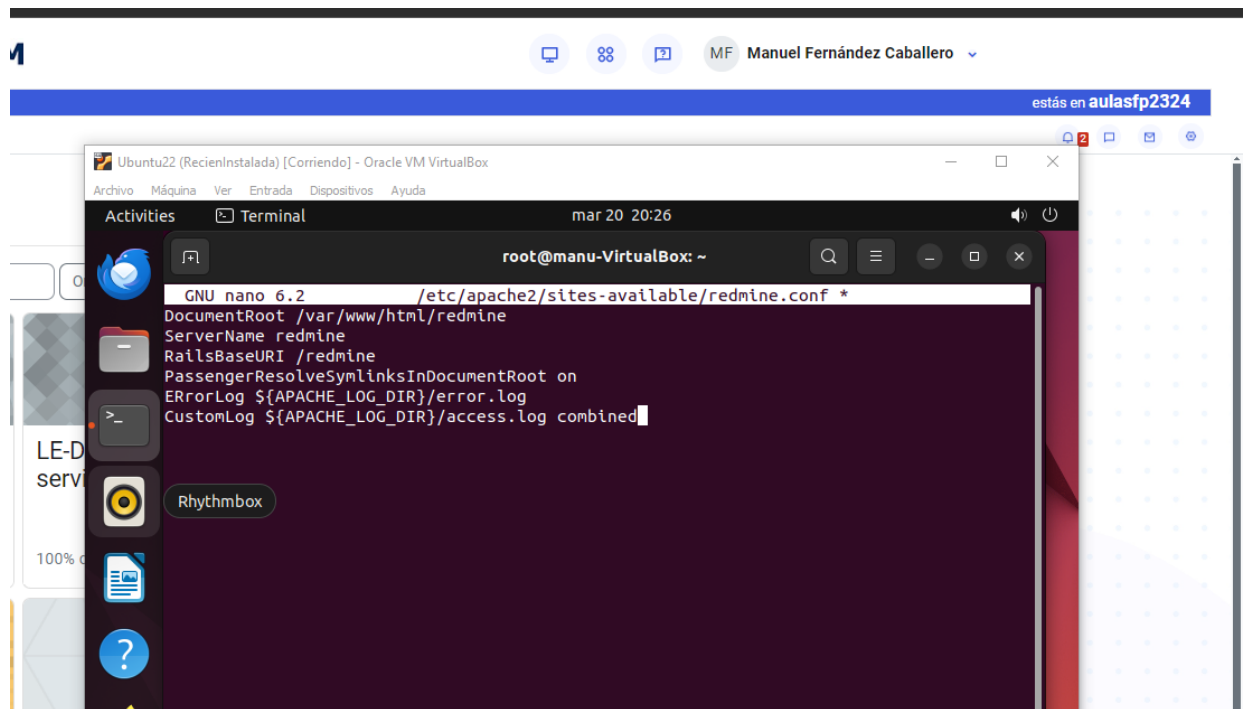 M
MF Manuel Fernández Caballero
estás en aulasfp2324
2
Ubuntu22 (RecienInstalada) [Corriendo] - Oracle VM VirtualBox
Archivo Máquina Ver Entrada Dispositivos Ayuda
Activities Terminal mar 20 20:26
root@manu-VirtualBox: ~
GNU nano 6.2 /etc/apache2/sites-available/redmine.conf *
DocumentRoot /var/www/html/redmine
ServerName redmine
RailsBaseURI /redmine
PassengerResolveSymlinksInDocumentRoot on
ERrorLog ${APACHE_LOG_DIR}/error.log
CustomLog ${APACHE_LOG_DIR}/access.log combined
LE-D
servi
Rhythmbox
100% c